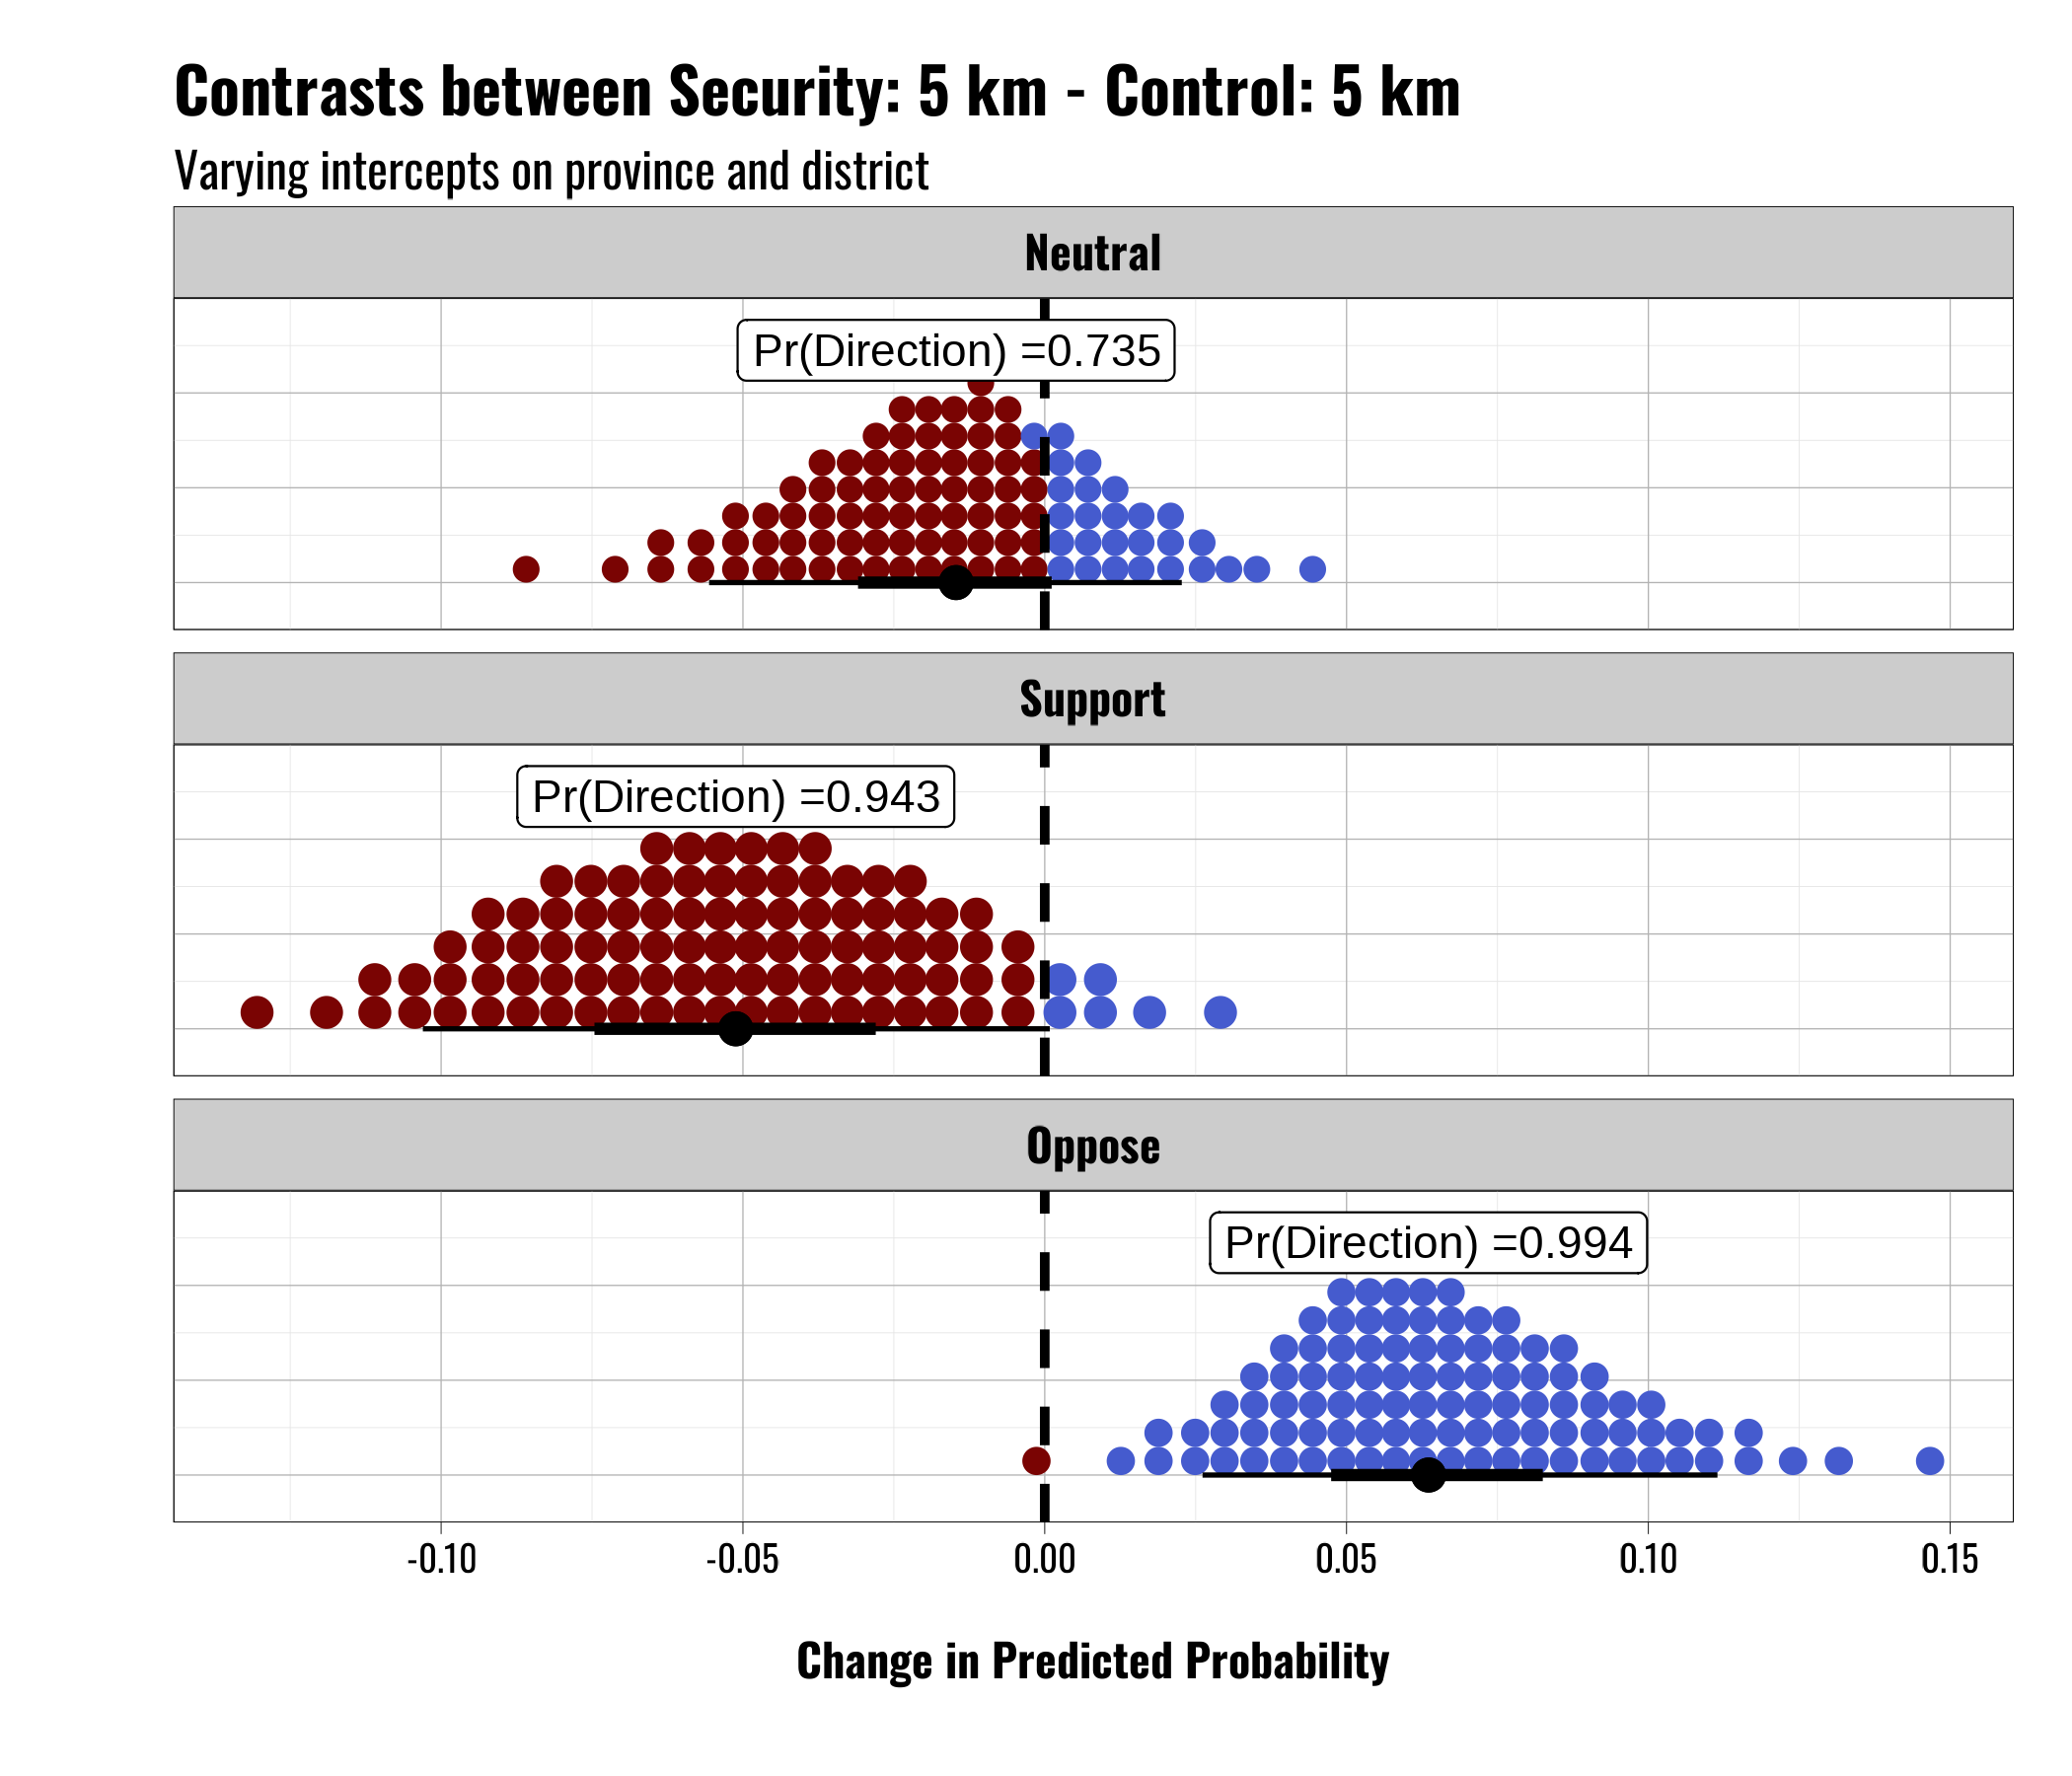 Contrasts between Security: 5 km - Control: 5 km
Varying intercepts on province and district
Neutral
Pr(Direction) =0.735
Support
Pr(Direction) =0.943
Oppose
Pr(Direction) =0.994
-0.10 -0.05 0.00 0.05 0.10 0.15
Change in Predicted Probability